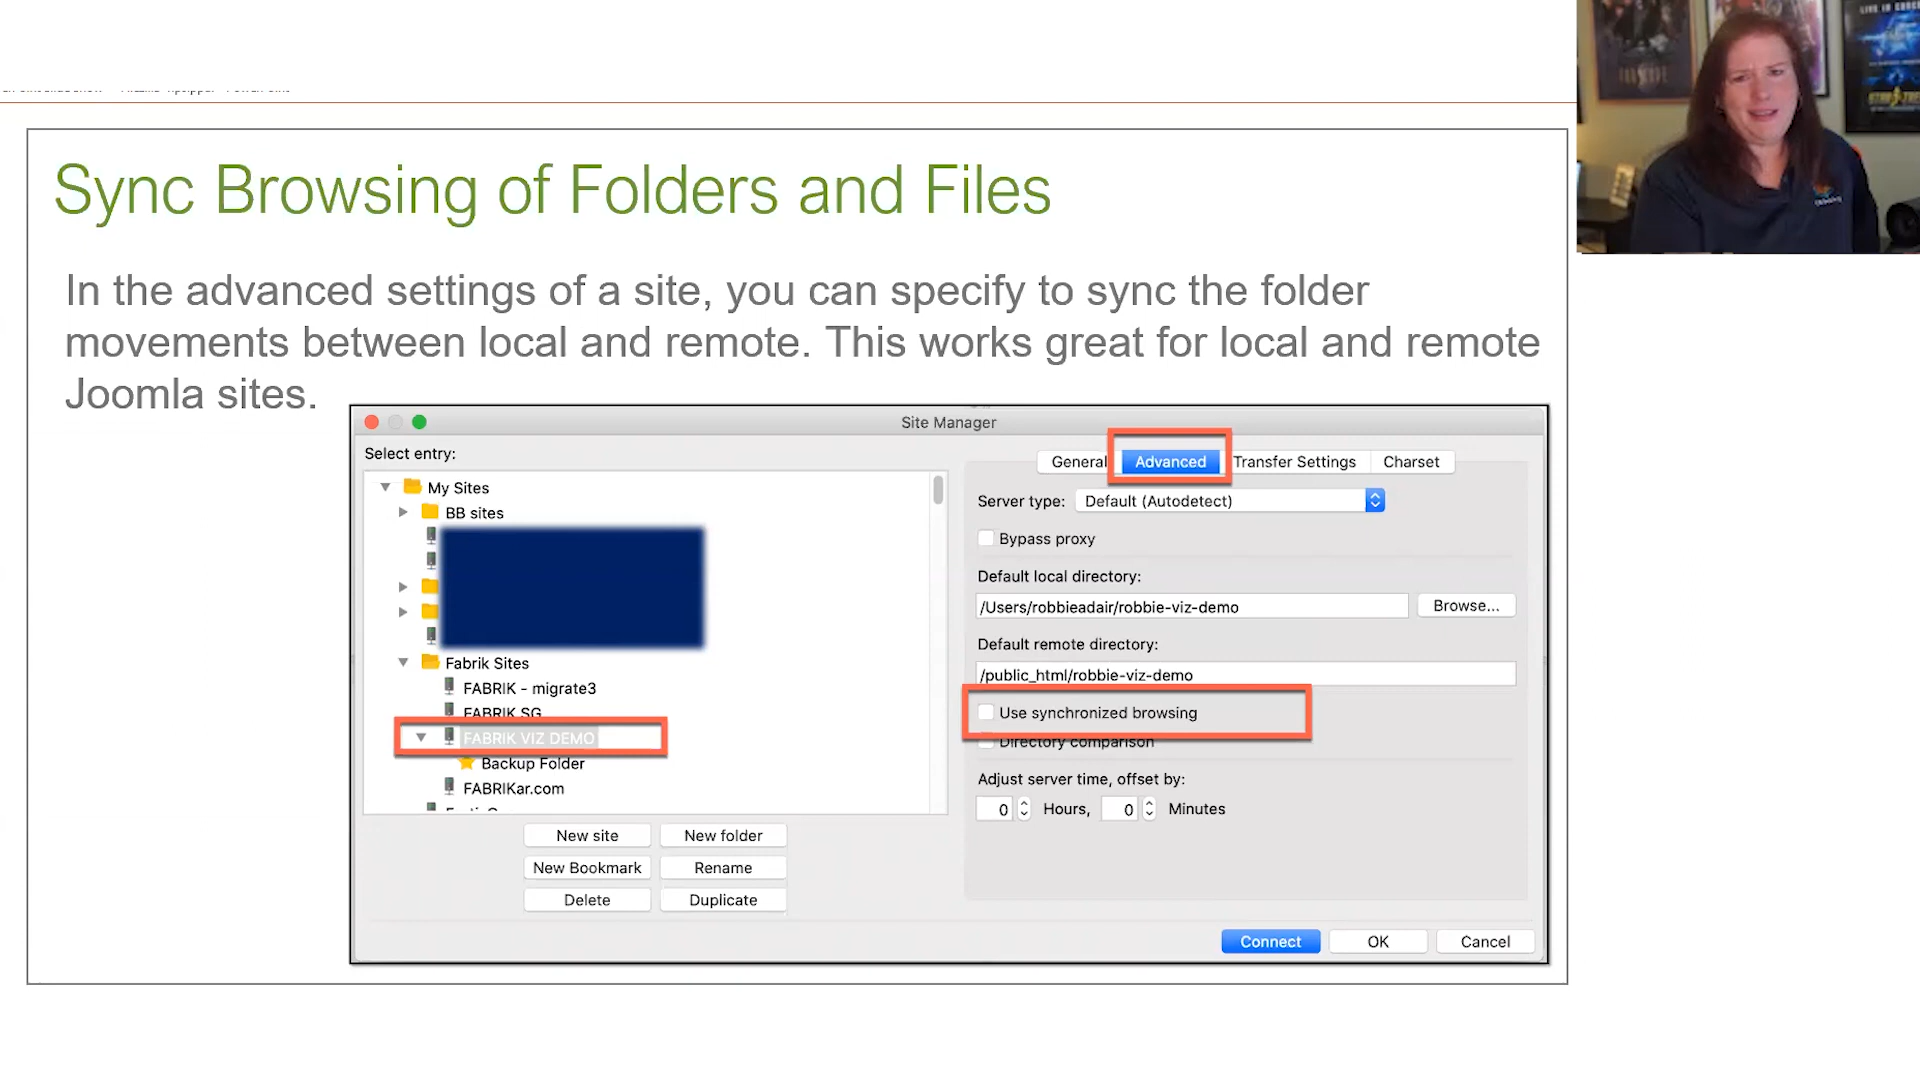 Sync Browsing of Folders and Files
In the advanced settings of a site, you can specify to sync the folder
movements between local and remote. This works great for local and remote
Joomla sites.
Site Manager
Select entry:
My Sites
BB sites
Fabrik Sites
FABRIK - migrate3
FABRIK SG
FABRIK VIZ DEMO
Backup Folder
FABRIKar.com
New site New folder
New Bookmark Rename
Delete Duplicate
General Advanced Transfer Settings Charset
Server type: Default (Autodetect)
Bypass proxy
Default local directory:
/Users/robbieadair/robbie-viz-demo Browse...
Default remote directory:
/public_html/robbie-viz-demo
Use synchronized browsing
Directory comparison
Adjust server time, offset by:
0 Hours, 0 Minutes
Connect OK Cancel